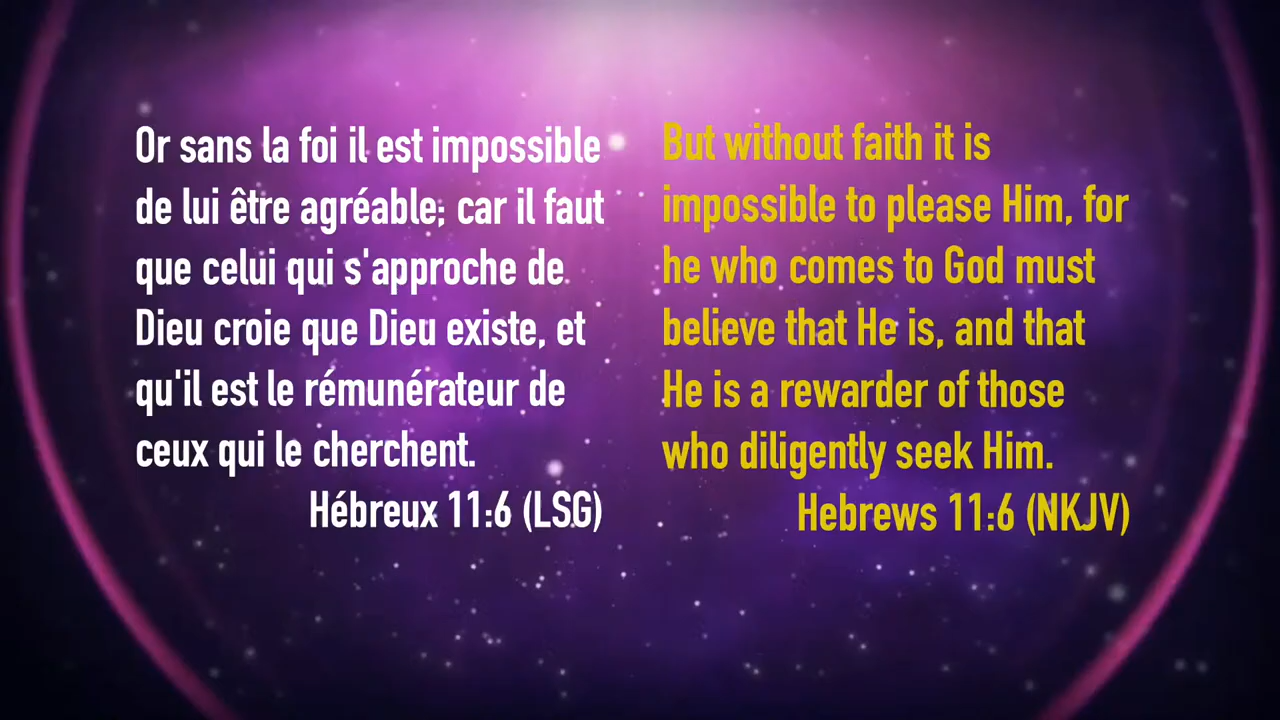 Or sans la foi il est impossible
de lui être agréable; car il faut
que celui qui s'approche de
Dieu croie que Dieu existe, et
qu'il est le rémunérateur de
ceux qui le cherchent.
Hébreux 11:6 (LSG)
But without faith it is
impossible to please Him, for
he who comes to God must
believe that He is, and that
He is a rewarder of those
who diligently seek Him.
Hebrews 11:6 (NKJV)